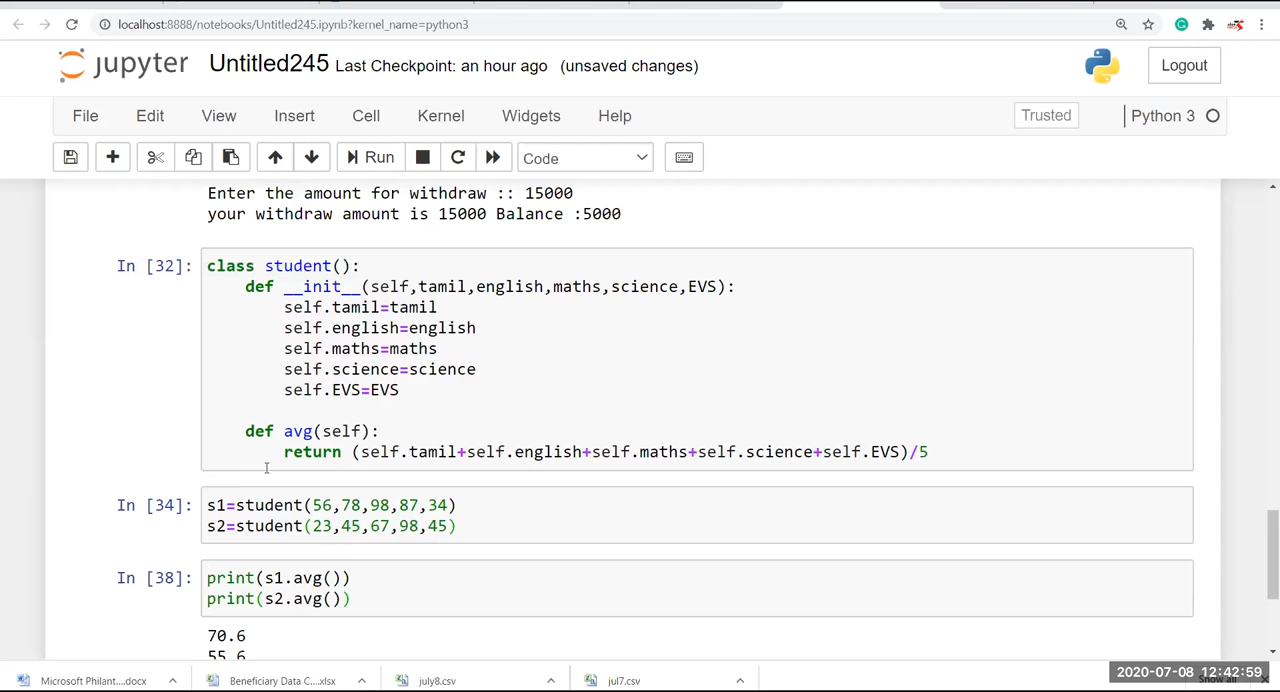 localhost:8888/notebooks/Untitled245.ipynb?kernel_name=python3
jupyter Untitled245 Last Checkpoint: an hour ago (unsaved changes)
Logout
File Edit View Insert Cell Kernel Widgets Help
Trusted
Python 3
Run
Code
Enter the amount for withdraw :: 15000
your withdraw amount is 15000 Balance :5000
In [32]: class student():
def __init__(self,tamil,english,maths,science,EVS):
self.tamil=tamil
self.english=english
self.maths=maths
self.science=science
self.EVS=EVS
def avg(self):
return (self.tamil+self.english+self.maths+self.science+self.EVS)/5
In [34]: s1=student(56,78,98,87,34)
s2=student(23,45,67,98,45)
In [38]: print(s1.avg())
print(s2.avg())
70.6
55.6
Microsoft Philant....docx
Beneficiary Data C....xlsx
july8.csv
jul7.csv
2020-07-08 12:42:59
Show all